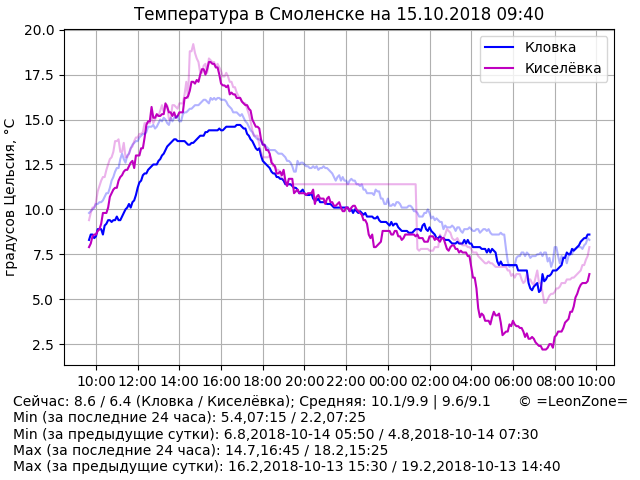 Температура в Смоленске на 15.10.2018 09:40
20.0
17.5
15.0
12.5
10.0
7.5
5.0
2.5
градусов Цельсия, °C
Кловка
Киселёвка
10:00 12:00 14:00 16:00 18:00 20:00 22:00 00:00 02:00 04:00 06:00 08:00 10:00
Сейчас: 8.6 / 6.4 (Кловка / Киселёвка); Средняя: 10.1/9.9 | 9.6/9.1 © =LeonZone=
Min (за последние 24 часа): 5.4,07:15 / 2.2,07:25
Min (за предыдущие сутки): 6.8,2018-10-14 05:50 / 4.8,2018-10-14 07:30
Max (за последние 24 часа): 14.7,16:45 / 18.2,15:25
Max (за предыдущие сутки): 16.2,2018-10-13 15:30 / 19.2,2018-10-13 14:40